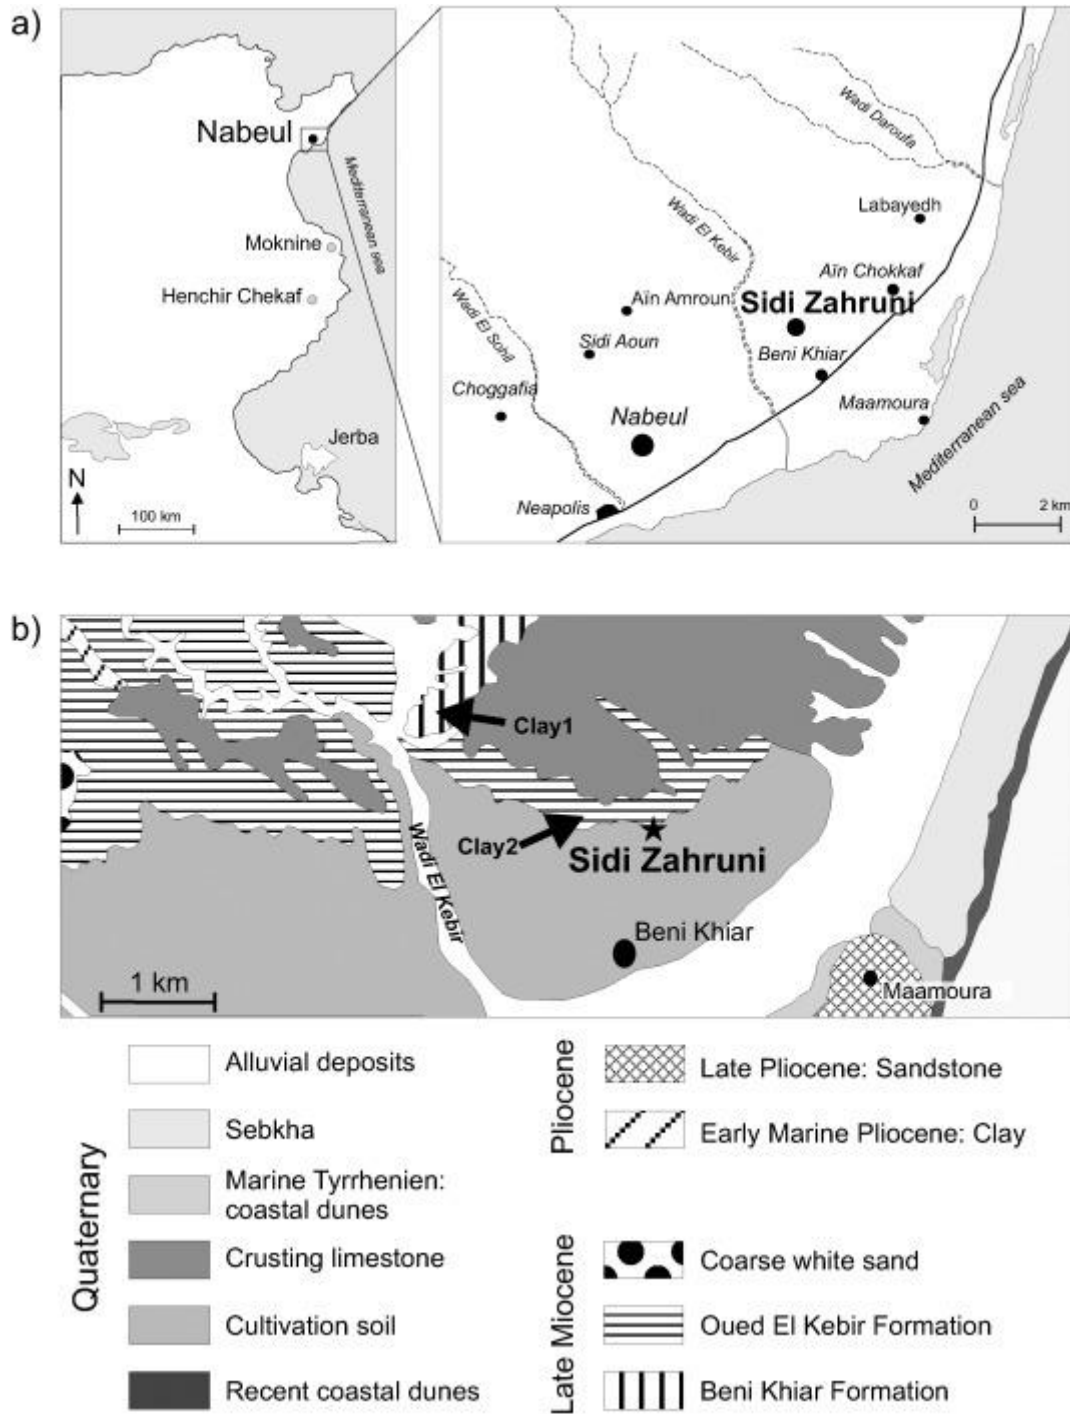 a)
Nabeul
Mediterranean sea
Moknine
Henchir Chekaf
Jerba
N
100 km
Wadi Daroufa
Labayedh
Wadi El Kebir
Aïn Chokkaf
Aïn Amroun
Sidi Zahruni
Wadi El Sohil
Sidi Aoun
Beni Khiar
Choggafia
Maamoura
Nabeul
Mediterranean sea
Neapolis
0 2 km
b)
Clay1
Clay2
Sidi Zahruni
Wadi El Kebir
Beni Khiar
1 km
Maamoura
Quaternary
Alluvial deposits
Sebkha
Marine Tyrrhenien:
coastal dunes
Crusting limestone
Cultivation soil
Recent coastal dunes
Pliocene
Late Pliocene: Sandstone
Early Marine Pliocene: Clay
Late Miocene
Coarse white sand
Oued El Kebir Formation
Beni Khiar Formation